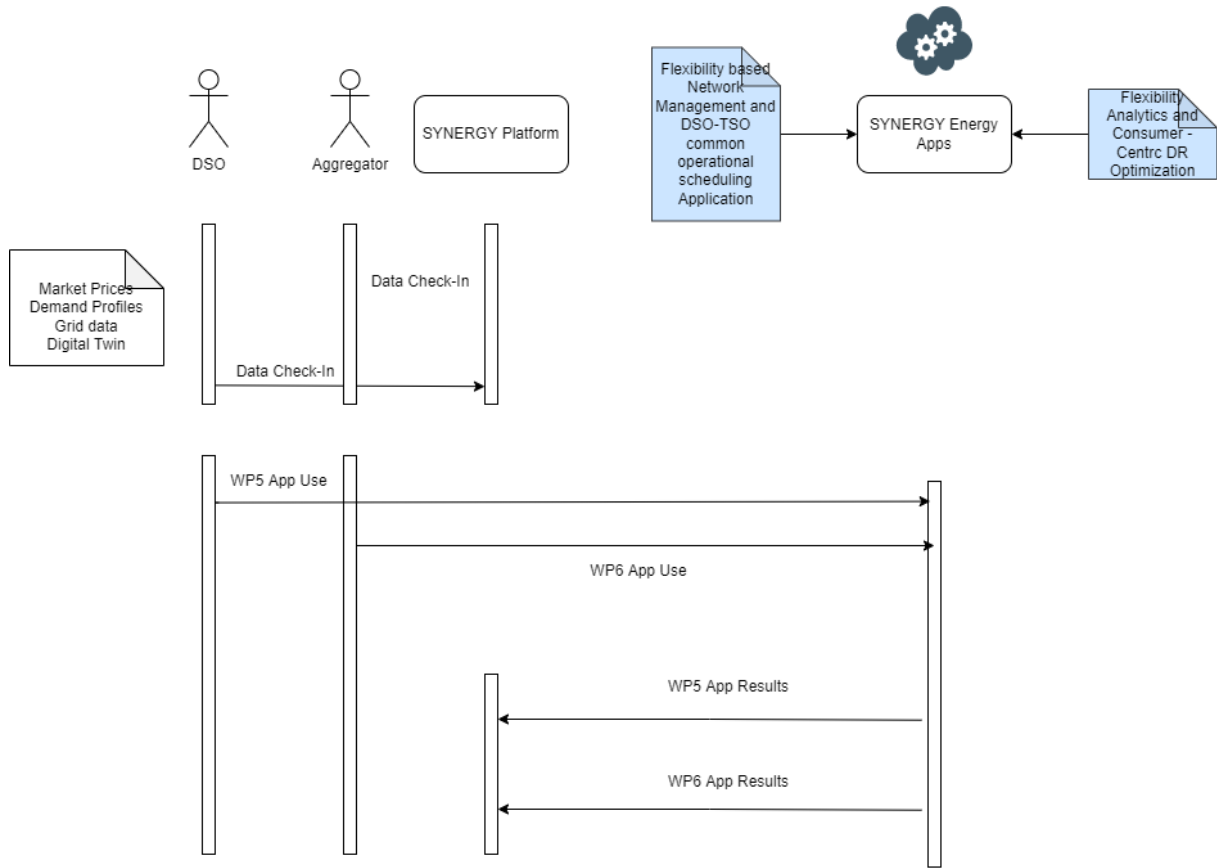 Flexibility based
Network
Management and
DSO-TSO
common
operational
scheduling
Application
SYNERGY Energy
Apps
Flexibility
Analytics and
Consumer -
Centrc DR
Optimization
SYNERGY Platform
DSO
Aggregator
Market Prices
Demand Profiles
Grid data
Digital Twin
Data Check-In
Data Check-In
WP5 App Use
WP6 App Use
WP5 App Results
WP6 App Results